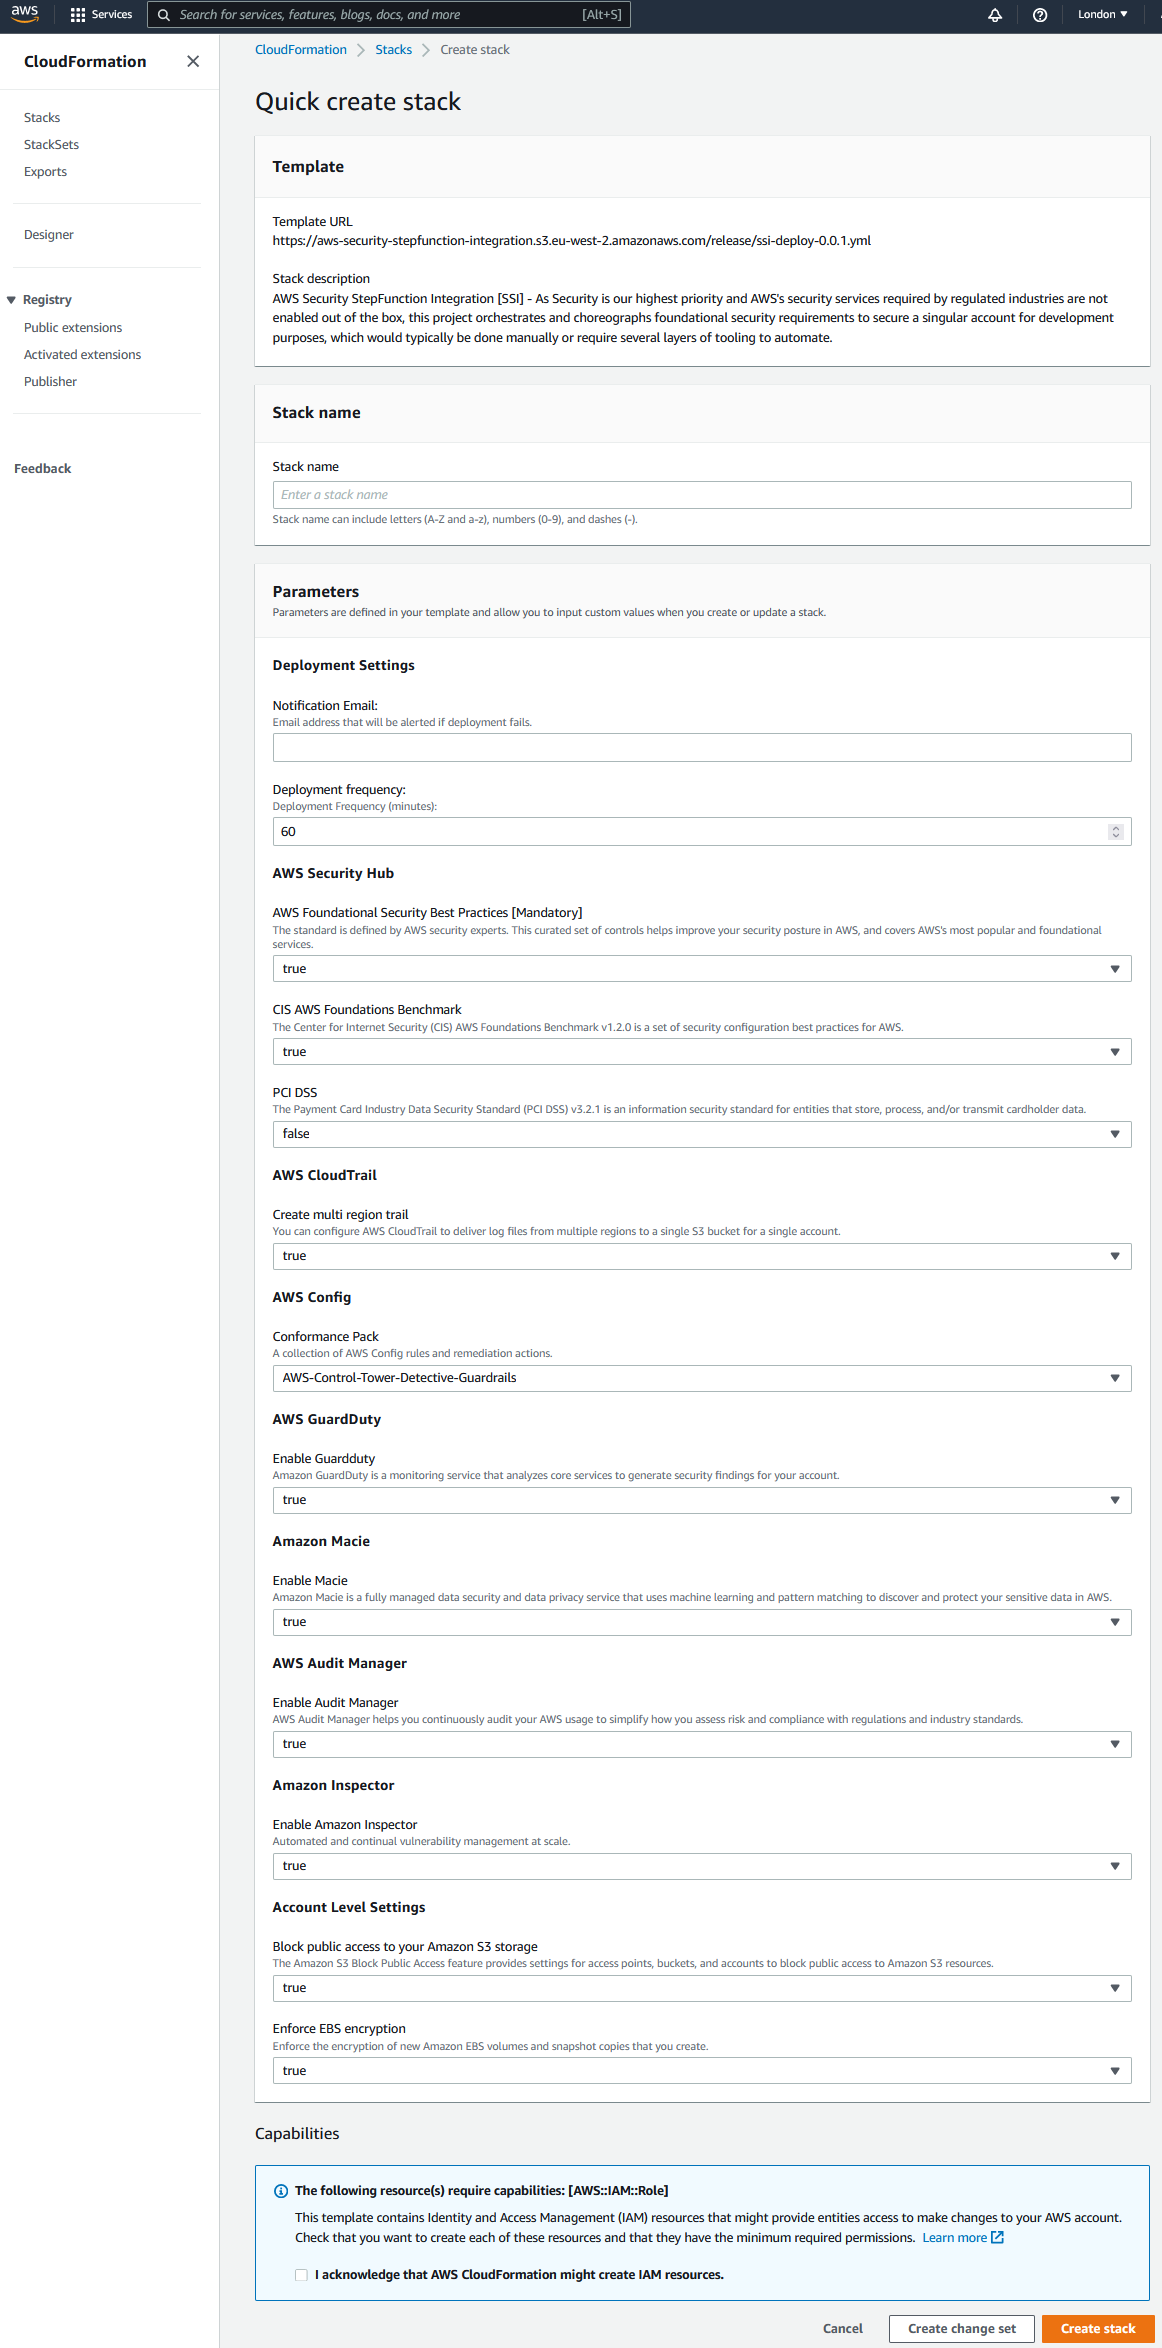 aws
Services
Search for services, features, blogs, docs, and more
[Alt+S]
London
CloudFormation
Stacks
StackSets
Exports
Designer
Registry
Public extensions
Activated extensions
Publisher
Feedback
CloudFormation
Stacks
Create stack
Quick create stack
Template
Template URL
https://aws-security-stepfunction-integration.s3.eu-west-2.amazonaws.com/release/ssi-deploy-0.0.1.yml
Stack description
AWS Security StepFunction Integration [SSI] - As Security is our highest priority and AWS's security services required by regulated industries are not
enabled out of the box, this project orchestrates and choreographs foundational security requirements to secure a singular account for development
purposes, which would typically be done manually or require several layers of tooling to automate.
Stack name
Stack name
Enter a stack name
Stack name can include letters (A-Z and a-z), numbers (0-9), and dashes (-).
Parameters
Parameters are defined in your template and allow you to input custom values when you create or update a stack.
Deployment Settings
Notification Email:
Email address that will be alerted if deployment fails.
Deployment frequency:
Deployment Frequency (minutes):
60
AWS Security Hub
AWS Foundational Security Best Practices [Mandatory]
The standard is defined by AWS security experts. This curated set of controls helps improve your security posture in AWS, and covers AWS's most popular and foundational
services.
true
CIS AWS Foundations Benchmark
The Center for Internet Security (CIS) AWS Foundations Benchmark v1.2.0 is a set of security configuration best practices for AWS.
true
PCI DSS
The Payment Card Industry Data Security Standard (PCI DSS) v3.2.1 is an information security standard for entities that store, process, and/or transmit cardholder data.
false
AWS CloudTrail
Create multi region trail
You can configure AWS CloudTrail to deliver log files from multiple regions to a single S3 bucket for a single account.
true
AWS Config
Conformance Pack
A collection of AWS Config rules and remediation actions.
AWS-Control-Tower-Detective-Guardrails
AWS GuardDuty
Enable Guardduty
Amazon GuardDuty is a monitoring service that analyzes core services to generate security findings for your account.
true
Amazon Macie
Enable Macie
Amazon Macie is a fully managed data security and data privacy service that uses machine learning and pattern matching to discover and protect your sensitive data in AWS.
true
AWS Audit Manager
Enable Audit Manager
AWS Audit Manager helps you continuously audit your AWS usage to simplify how you assess risk and compliance with regulations and industry standards.
true
Amazon Inspector
Enable Amazon Inspector
Automated and continual vulnerability management at scale.
true
Account Level Settings
Block public access to your Amazon S3 storage
The Amazon S3 Block Public Access feature provides settings for access points, buckets, and accounts to block public access to Amazon S3 resources.
true
Enforce EBS encryption
Enforce the encryption of new Amazon EBS volumes and snapshot copies that you create.
true
Capabilities
The following resource(s) require capabilities: [AWS::IAM::Role]
This template contains Identity and Access Management (IAM) resources that might provide entities access to make changes to your AWS account.
Check that you want to create each of these resources and that they have the minimum required permissions. Learn more
I acknowledge that AWS CloudFormation might create IAM resources.
Cancel
Create change set
Create stack